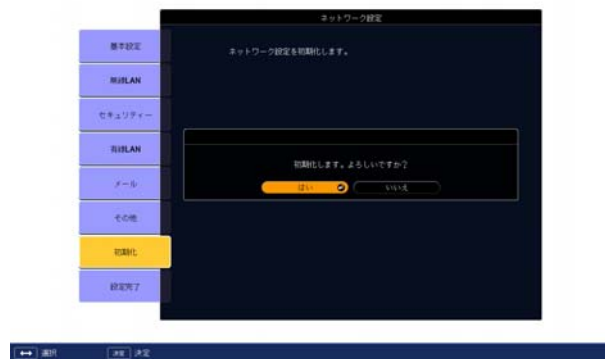 ネットワーク設定
基本設定
無線LAN
セキュリティー
有線LAN
メール
その他
初期化
設定完了
ネットワーク設定を初期化します。
初期化します。よろしいですか?
はい
いいえ
選択
決定 決定